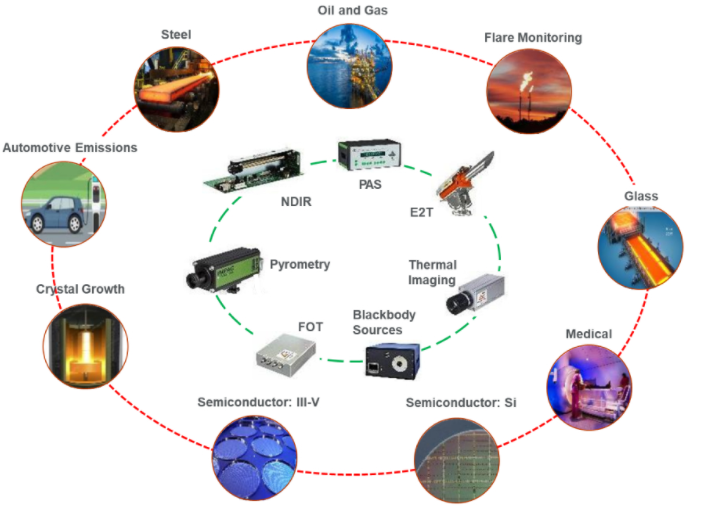 Oil and Gas
Steel
Flare Monitoring
Automotive Emissions
NDIR
PAS
E2T
Glass
Pyrometry
Thermal
Imaging
Crystal Growth
FOT
Blackbody
Sources
Medical
Semiconductor: III-V
Semiconductor: Si